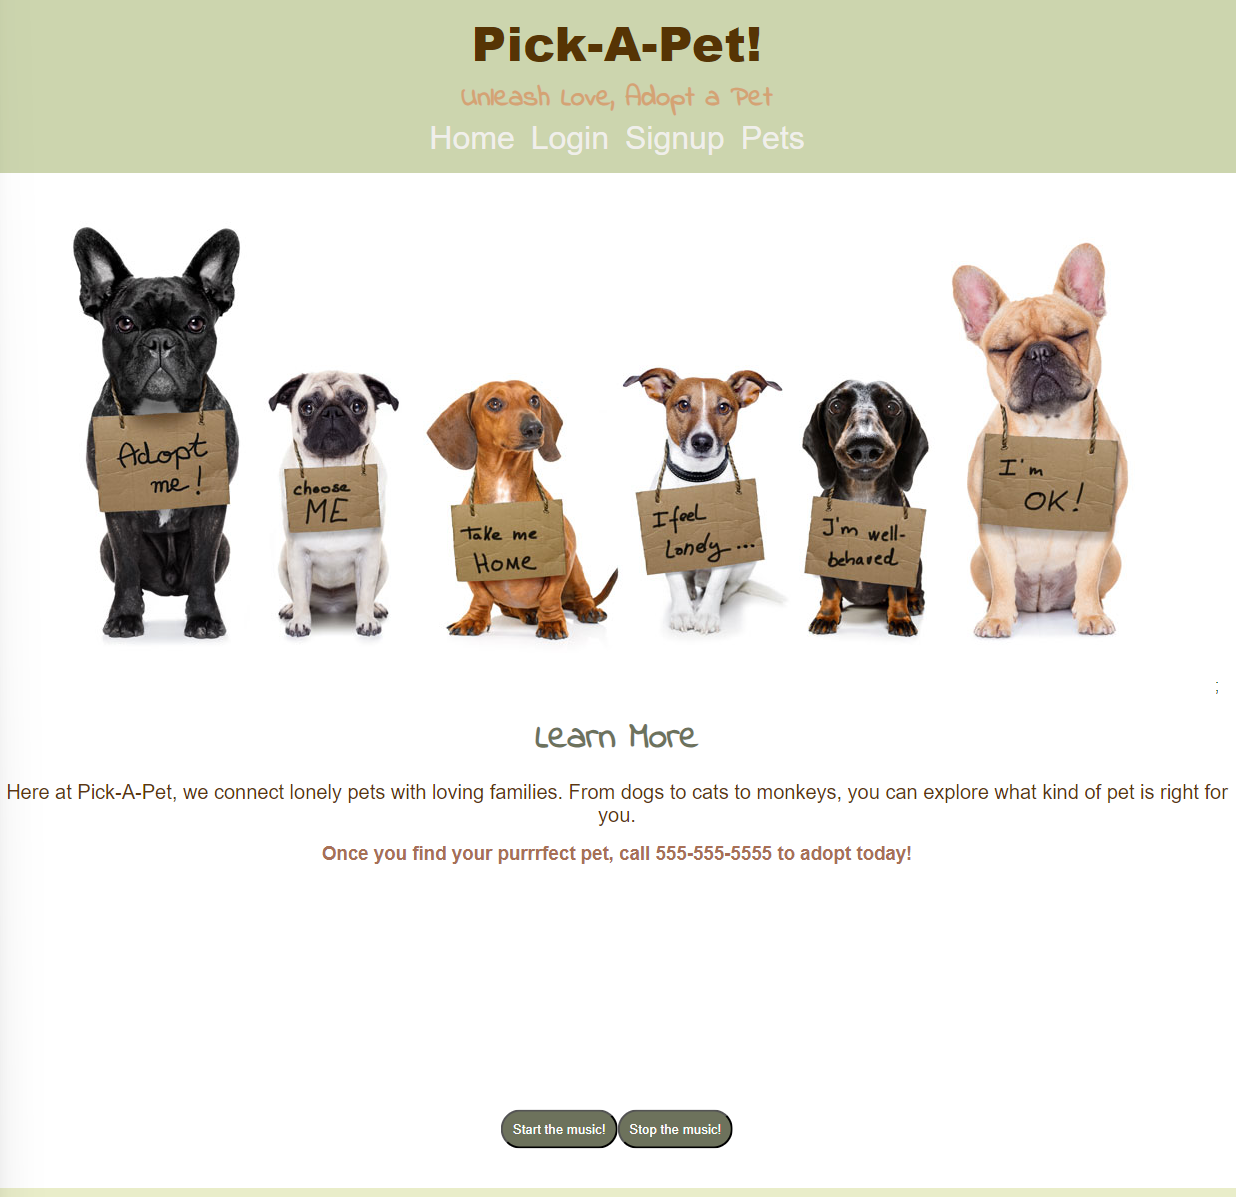 Pick-A-Pet!
Unleash Love, Adopt a Pet
Home Login Signup Pets
Adopt
me!
choose
ME
Take me
HOME
I feel
Lonely...
I'm well-
behaved
I'm
OK!
;
Learn More
Here at Pick-A-Pet, we connect lonely pets with loving families. From dogs to cats to monkeys, you can explore what kind of pet is right for
you.
Once you find your purrrfect pet, call 555-555-5555 to adopt today!
Start the music! Stop the music!